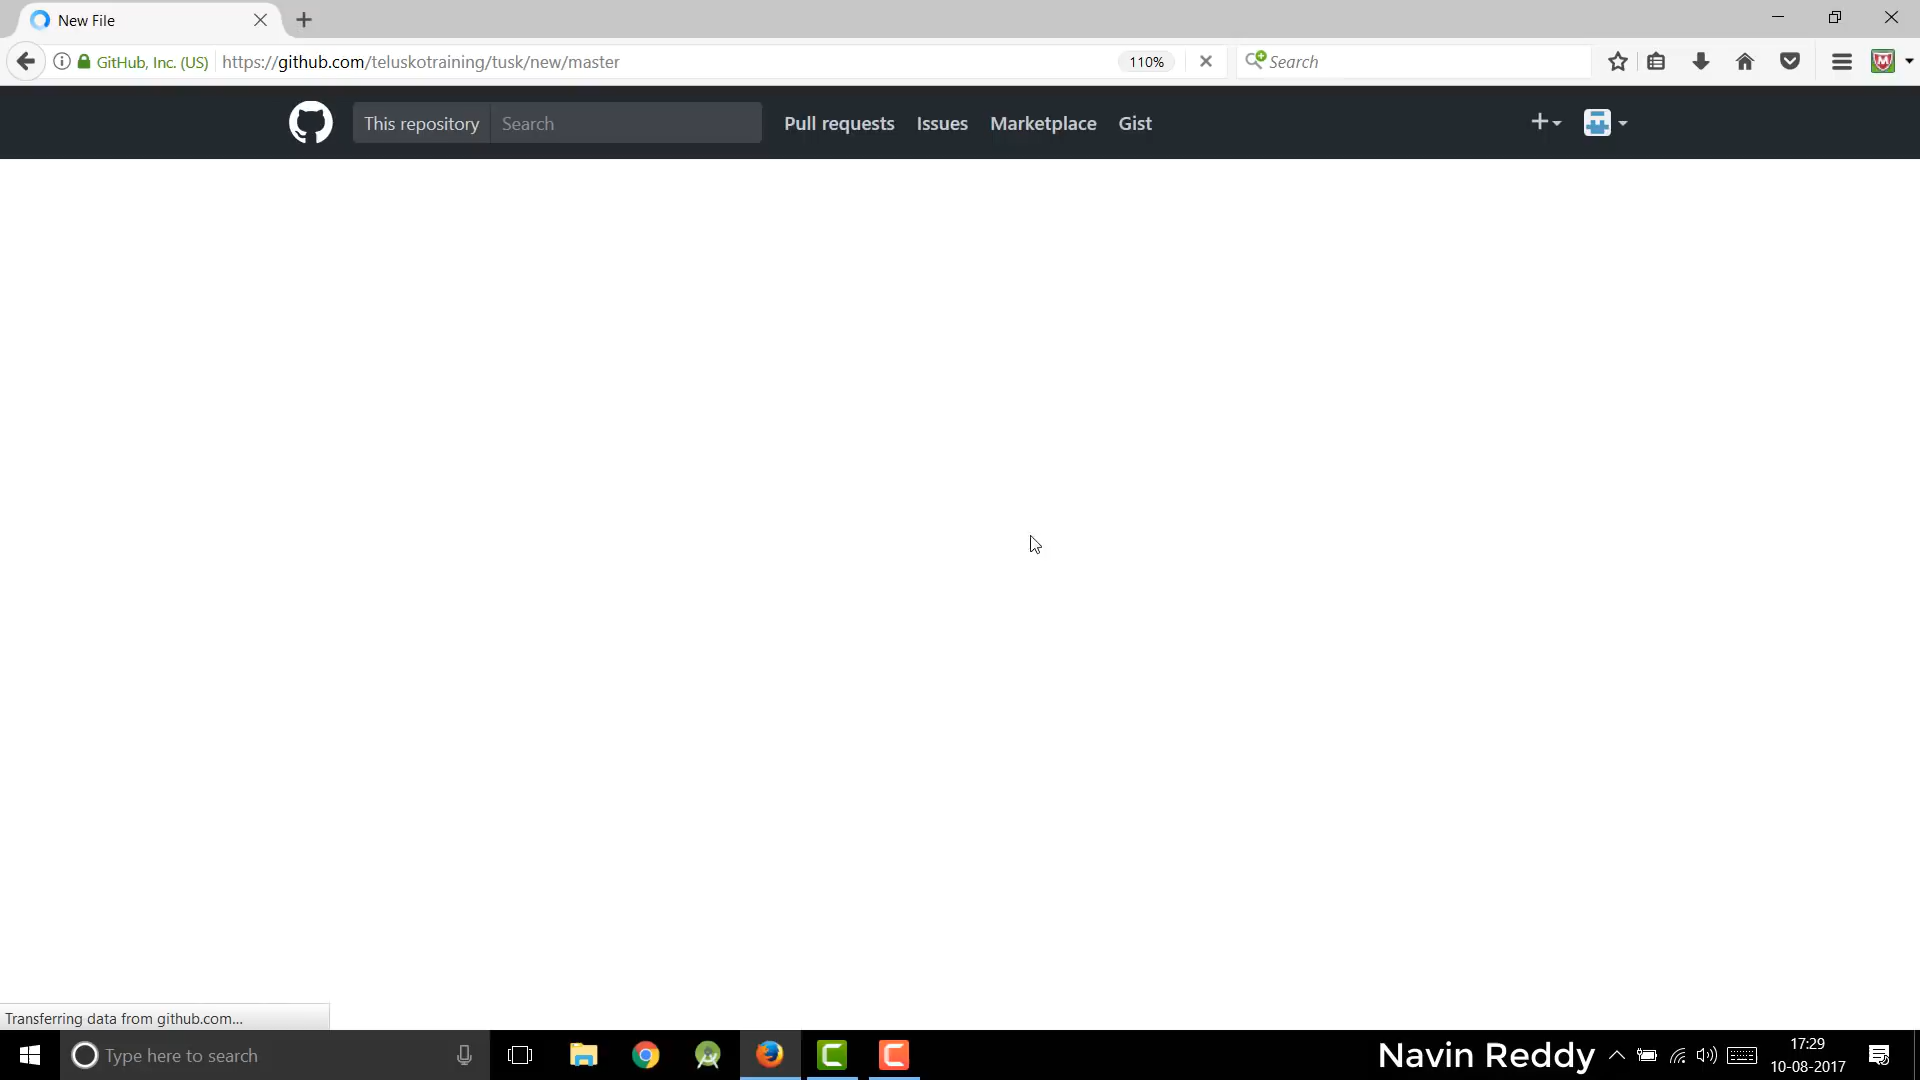 New File
GitHub, Inc. (US)
https://github.com/teluskotraining/tusk/new/master
110%
Search
This repository
Search
Pull requests
Issues
Marketplace
Gist
Transferring data from github.com...
Type here to search
Navin Reddy
17:29
10-08-2017